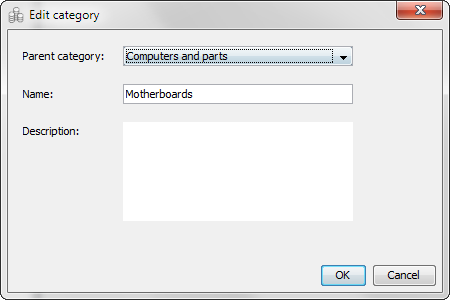 Edit category
Parent category: Computers and parts
Name: Motherboards
Description:
OK Cancel